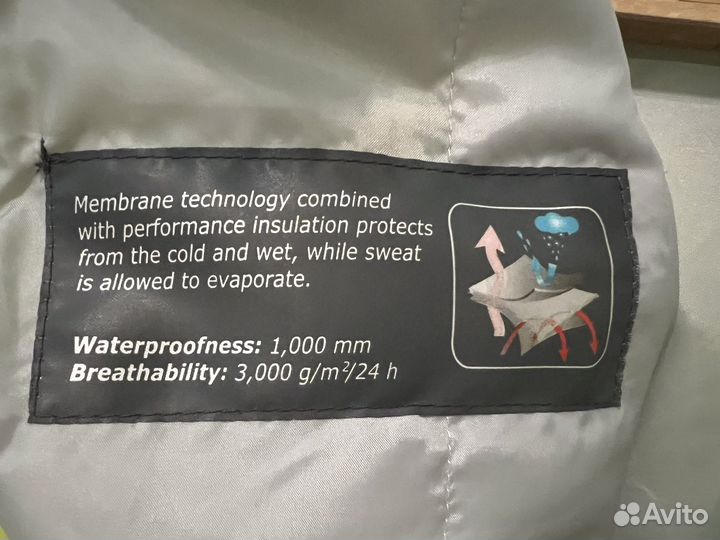 Membrane technology combined
with performance insulation protects
from the cold and wet, while sweat
is allowed to evaporate.
Waterproofness: 1,000 mm
Breathability: 3,000 g/m²/24 h
Avito